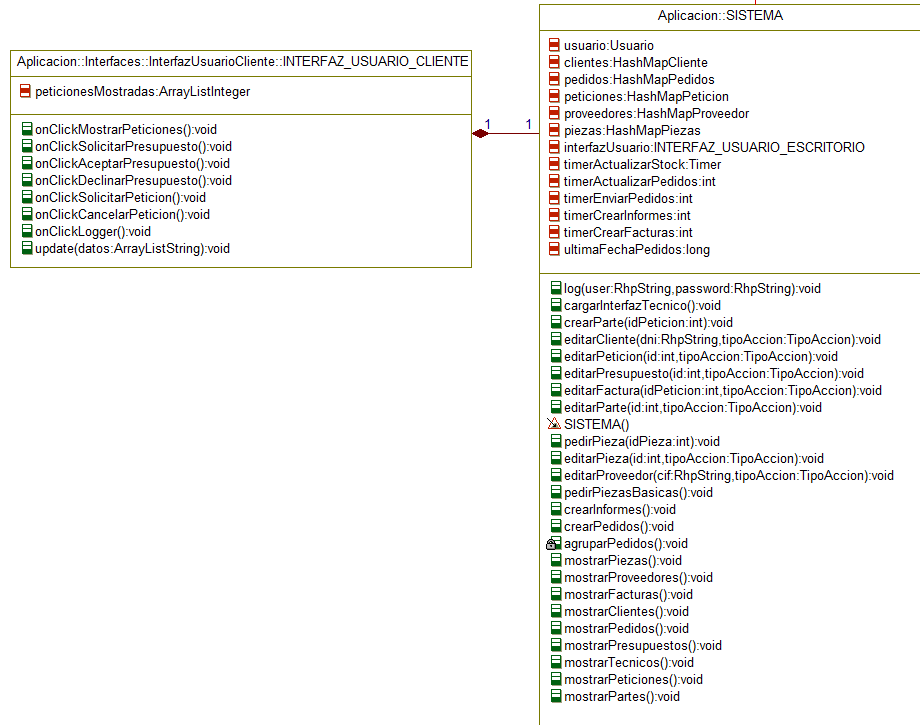 Aplicacion::Interfaces::InterfazUsuarioCliente::INTERFAZ_USUARIO_CLIENTE
peticionesMostradas:ArrayListInteger
onClickMostrarPeticiones():void
onClickSolicitarPresupuesto():void
onClickAceptarPresupuesto():void
onClickDeclinarPresupuesto():void
onClickSolicitarPeticion():void
onClickCancelarPeticion():void
onClickLogger():void
update(datos:ArrayListString):void
1
1
Aplicacion::SISTEMA
usuario:Usuario
clientes:HashMapCliente
pedidos:HashMapPedidos
peticiones:HashMapPeticion
proveedores:HashMapProveedor
piezas:HashMapPiezas
interfazUsuario:INTERFAZ_USUARIO_ESCRITORIO
timerActualizarStock:Timer
timerActualizarPedidos:int
timerEnviarPedidos:int
timerCrearInformes:int
timerCrearFacturas:int
ultimaFechaPedidos:long
log(user:RhpString,password:RhpString):void
cargarInterfazTecnico():void
crearParte(idPeticion:int):void
editarCliente(dni:RhpString,tipoAccion:TipoAccion):void
editarPeticion(id:int,tipoAccion:TipoAccion):void
editarPresupuesto(id:int,tipoAccion:TipoAccion):void
editarFactura(idPeticion:int,tipoAccion:TipoAccion):void
editarParte(id:int,tipoAccion:TipoAccion):void
SISTEMA()
pedirPieza(idPieza:int):void
editarPieza(id:int,tipoAccion:TipoAccion):void
editarProveedor(cif:RhpString,tipoAccion:TipoAccion):void
pedirPiezasBasicas():void
crearInformes():void
crearPedidos():void
agruparPedidos():void
mostrarPiezas():void
mostrarProveedores():void
mostrarFacturas():void
mostrarClientes():void
mostrarPedidos():void
mostrarPresupuestos():void
mostrarTecnicos():void
mostrarPeticiones():void
mostrarPartes():void